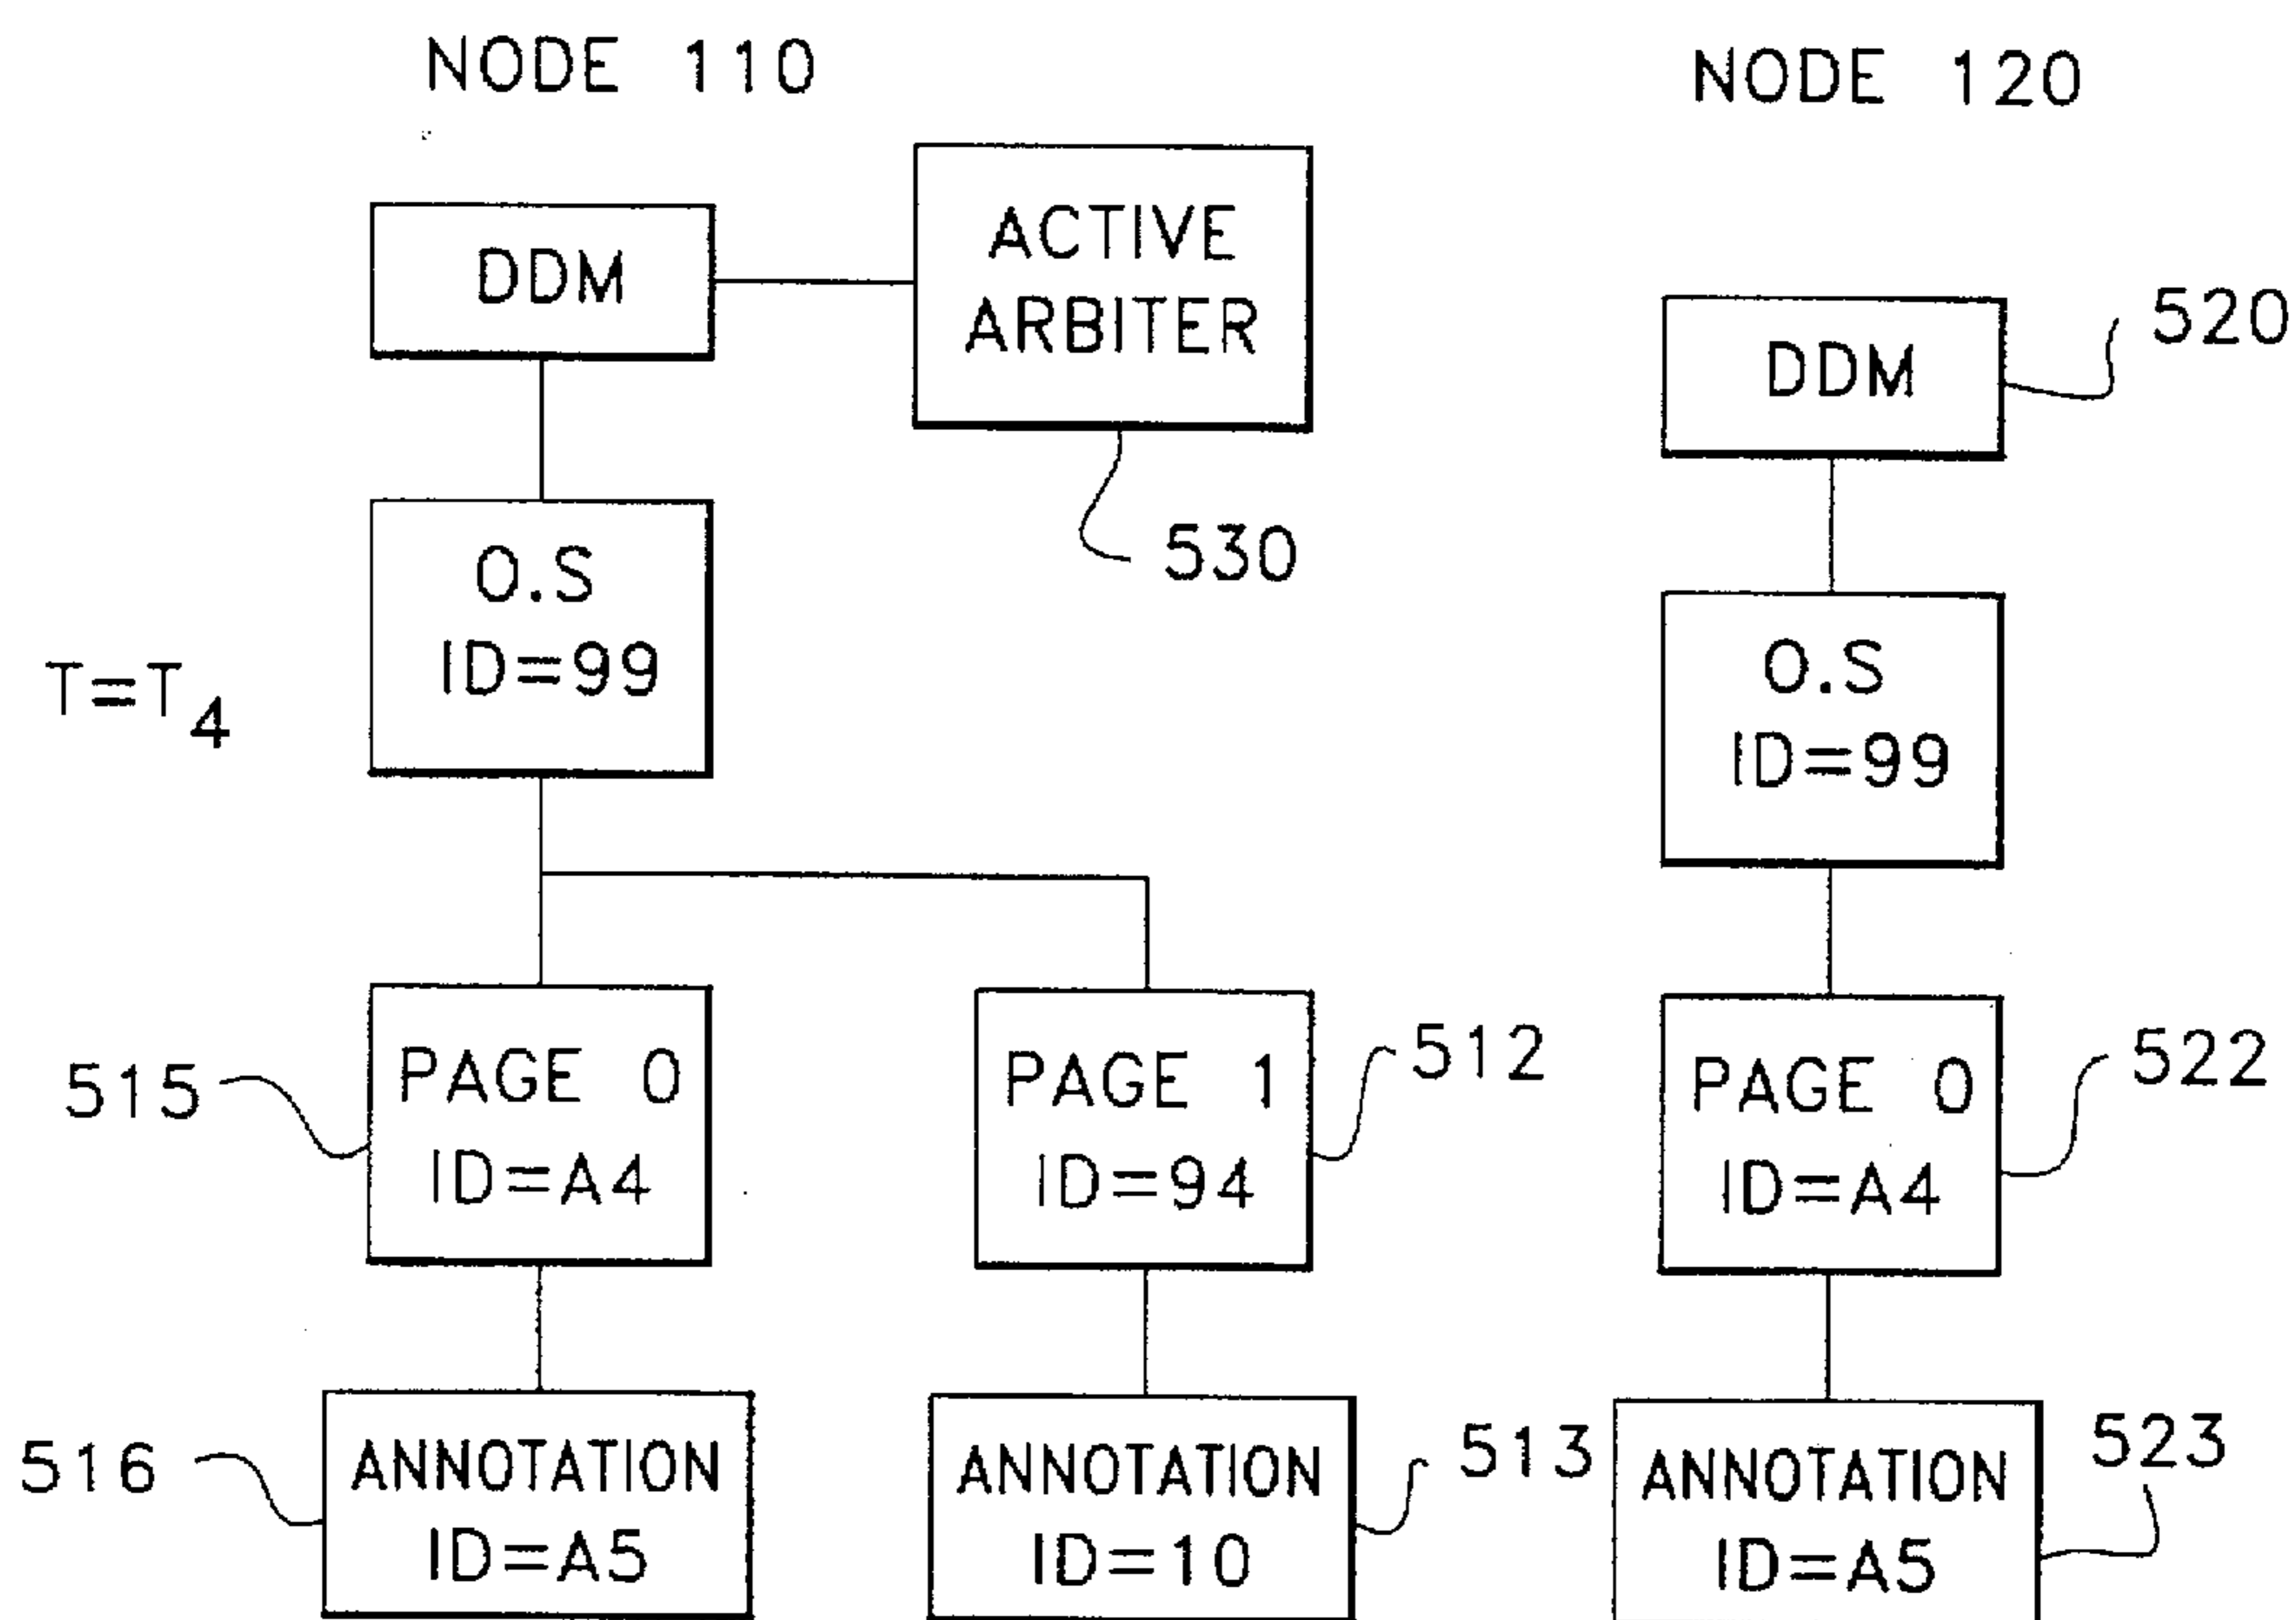 NODE 110
NODE 120
DDM
ACTIVE
ARBITER
530
DDM
520
O.S
ID=99
O.S
ID=99
T=T4
515
PAGE 0
ID=A4
PAGE 1
ID=94
512
PAGE 0
ID=A4
522
516
ANNOTATION
ID=A5
ANNOTATION
ID=10
513
ANNOTATION
ID=A5
523